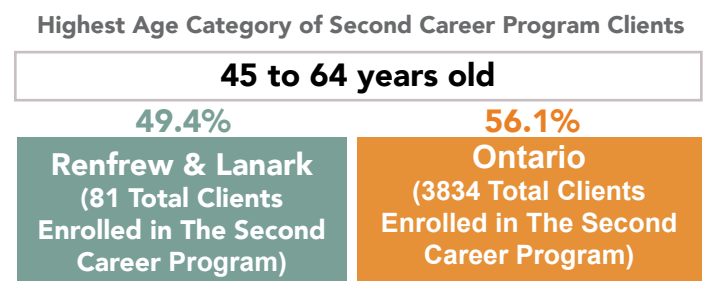 Highest Age Category of Second Career Program Clients
45 to 64 years old
49.4%
56.1%
Renfrew & Lanark
(81 Total Clients
Enrolled in The Second
Career Program)
Ontario
(3834 Total Clients
Enrolled in The Second
Career Program)